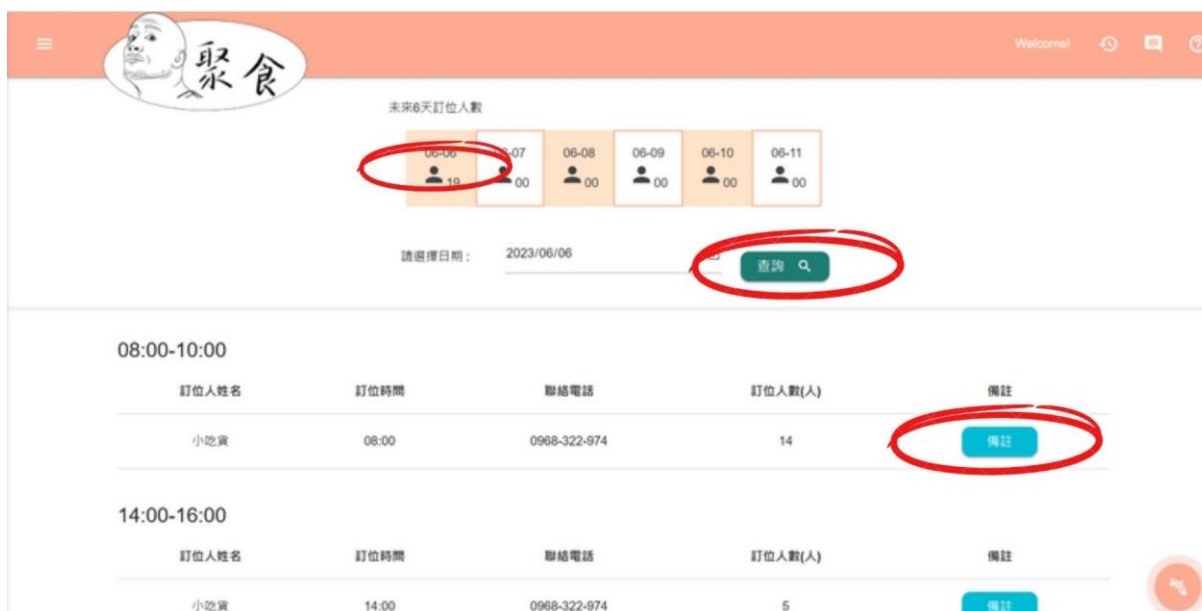 聚食
Welcome!
未來6天訂位人數
06-06 06-07 06-08 06-09 06-10 06-11
19 00 00 00 00 00
請選擇日期： 2023/06/06 查詢
08:00-10:00
訂位人姓名 訂位時間 聯絡電話 訂位人數(人) 備註
小吃貨 08:00 0968-322-974 14 備註
14:00-16:00
訂位人姓名 訂位時間 聯絡電話 訂位人數(人) 備註
小吃貨 14:00 0968-322-974 5 備註